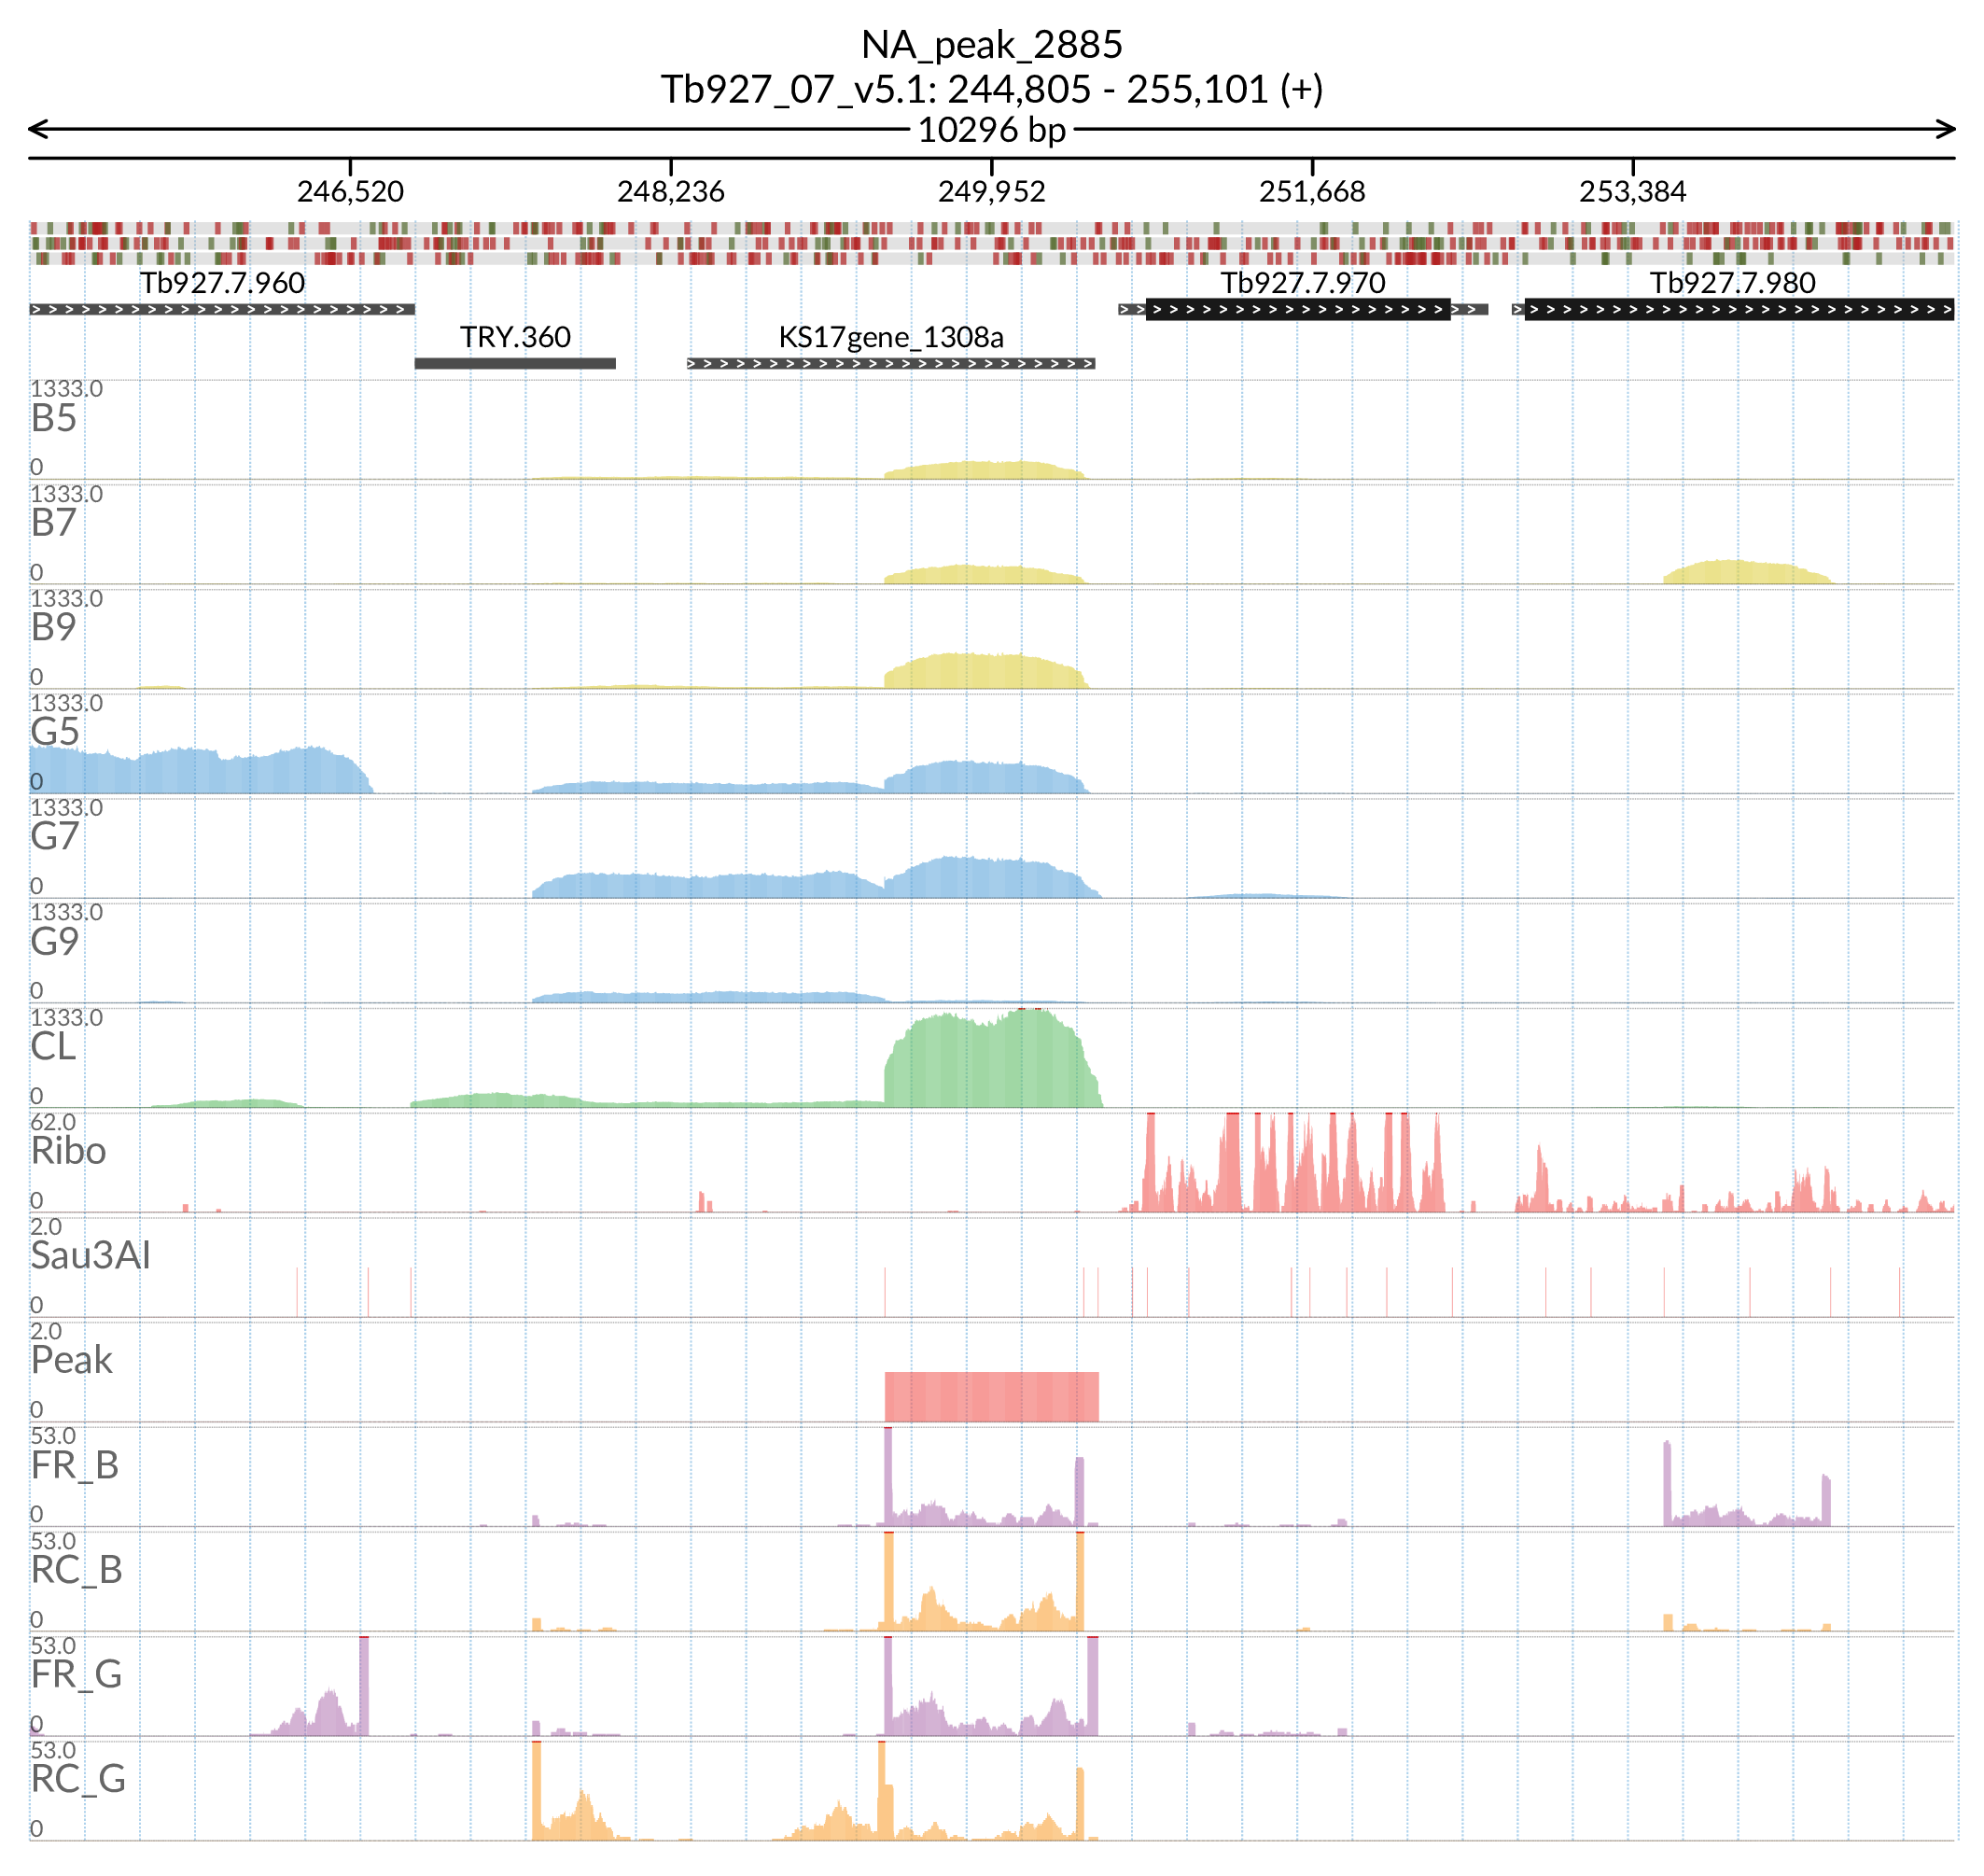 NA_peak_2885
Tb927_07_v5.1: 244,805 - 255,101 (+)
10296 bp
246,520 248,236 249,952 251,668 253,384
Tb927.7.960 Tb927.7.970 Tb927.7.980
TRY.360 KS17gene_1308a
1333.0
B5
0
1333.0
B7
0
1333.0
B9
0
1333.0
G5
0
1333.0
G7
0
1333.0
G9
0
1333.0
CL
0
62.0
Ribo
0
2.0
Sau3AI
0
2.0
Peak
0
53.0
FR_B
0
53.0
RC_B
0
53.0
FR_G
0
53.0
RC_G
0